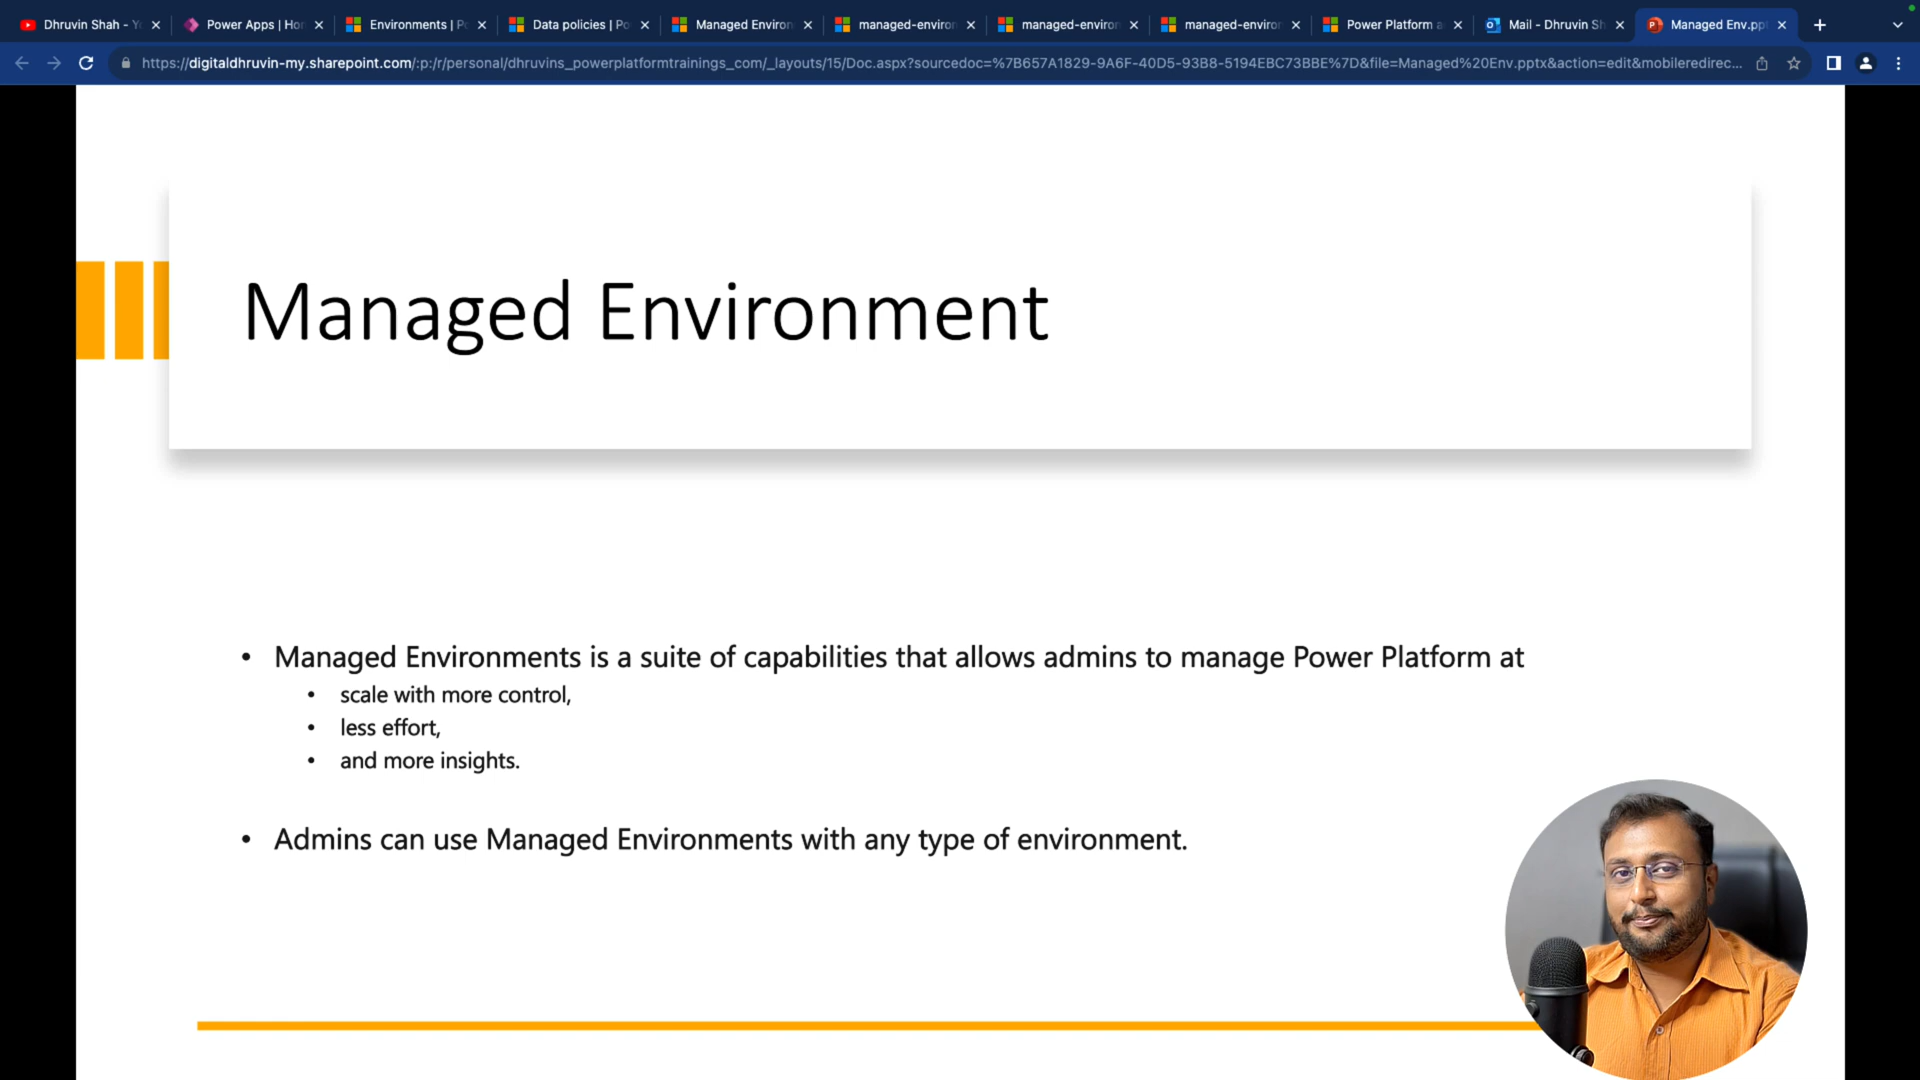 Dhruvin Shah - Y
Power Apps | Ho
Environments | P
Data policies | Po
Managed Environ
managed-environ
managed-environ
managed-environ
Power Platform a
Mail - Dhruvin Sh
Managed Env.pp
https://digitaldhruvin-my.sharepoint.com/:p:/r/personal/dhruvins_powerplatformtrainings_com/_layouts/15/Doc.aspx?sourcedoc=%7B657A1829-9A6F-40D5-93B8-5194EBC73BBE%7D&file=Managed%20Env.pptx&action=edit&mobileredirec...
Managed Environment
• Managed Environments is a suite of capabilities that allows admins to manage Power Platform at
• scale with more control,
• less effort,
• and more insights.
• Admins can use Managed Environments with any type of environment.